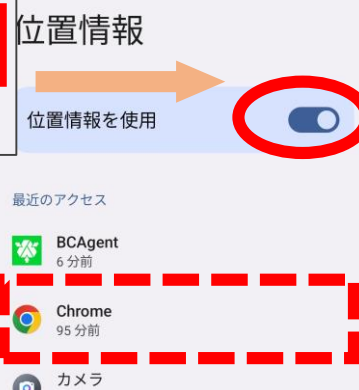 位置情報
位置情報を使用
最近のアクセス
BCAgent
6 分前
Chrome
95 分前
カメラ